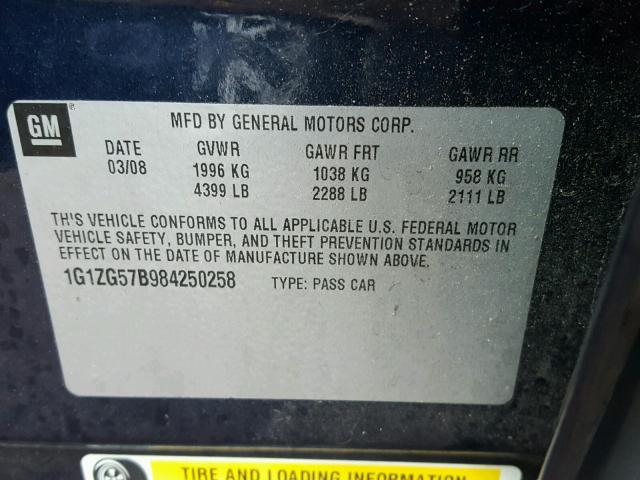 GM
MFD BY GENERAL MOTORS CORP.
DATE GVWR GAWR FRT GAWR RR
03/08 1996 KG 1038 KG 958 KG
4399 LB 2288 LB 2111 LB
THIS VEHICLE CONFORMS TO ALL APPLICABLE U.S. FEDERAL MOTOR
VEHICLE SAFETY, BUMPER, AND THEFT PREVENTION STANDARDS IN
EFFECT ON THE DATE OF MANUFACTURE SHOWN ABOVE.
1G1ZG57B984250258 TYPE: PASS CAR
TIRE AND LOADING INFORMATION